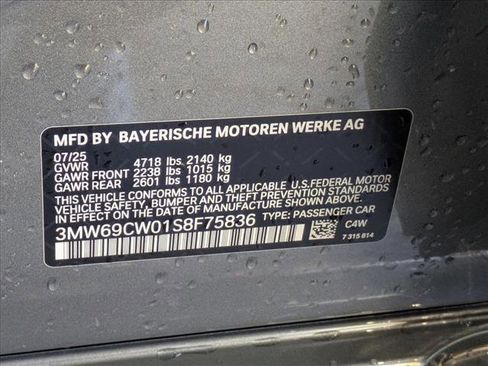 MFD BY BAYERISCHE MOTOREN WERKE AG
07/25
GVWR 4718 lbs. 2140 kg
GAWR FRONT 2238 lbs. 1015 kg
GAWR REAR 2601 lbs. 1180 kg
THIS VEHICLE CONFORMS TO ALL APPLICABLE U.S.FEDERAL MOTOR
VEHICLE SAFETY, BUMPER, AND THEFT PREVENTION STANDARDS
IN EFFECT ON THE DATE OF MANUFACTURE SHOWN ABOVE.
3MW69CW01S8F75836 TYPE: PASSENGER CAR
C4W
7 315 814